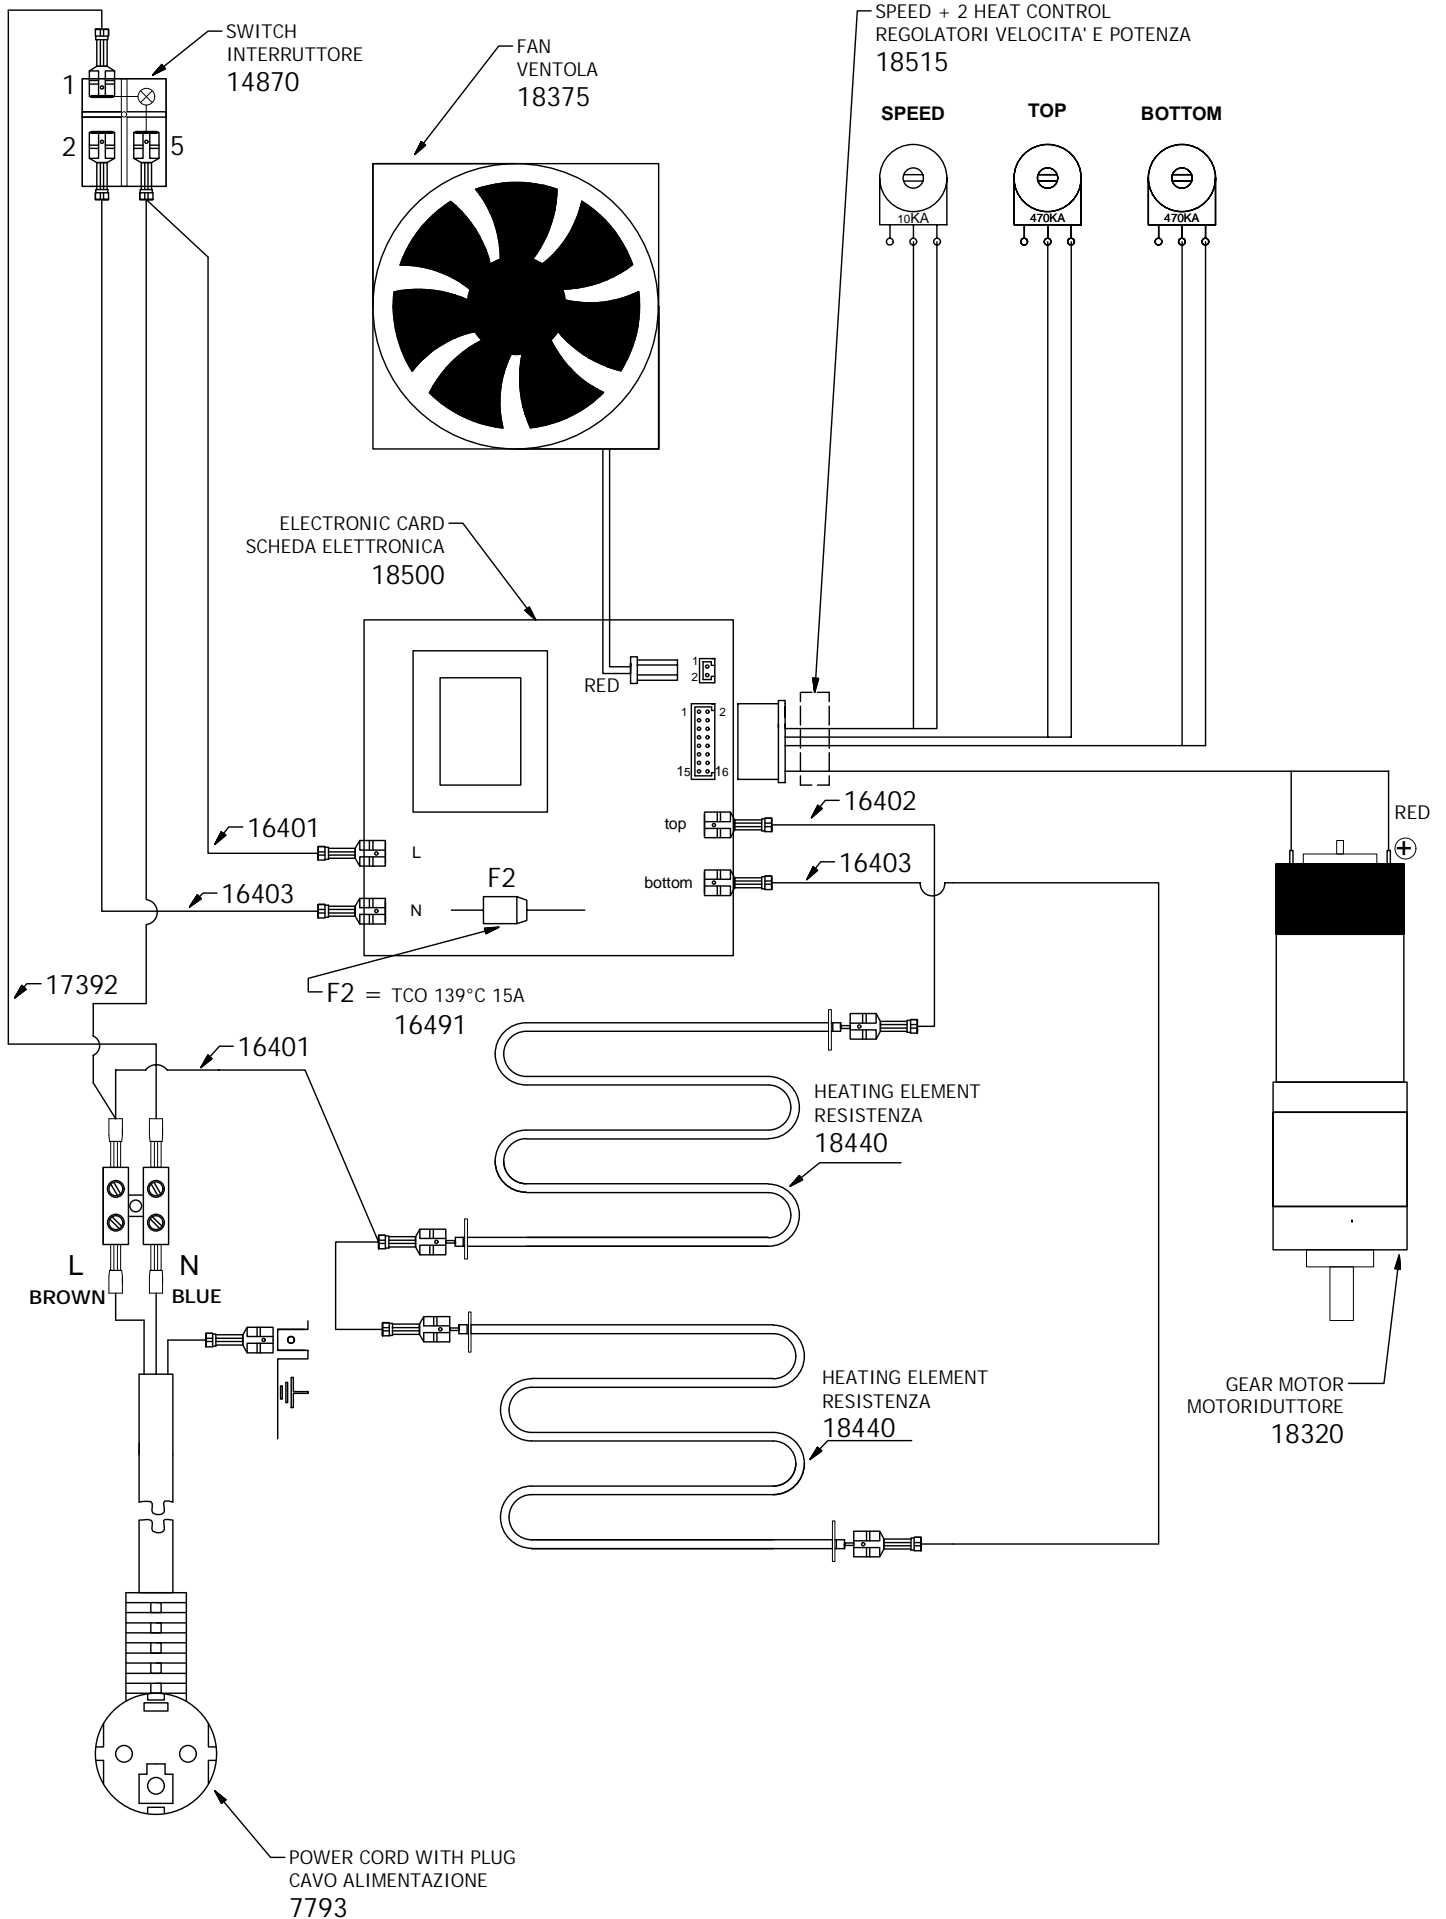 SPEED + 2 HEAT CONTROL
REGOLATORI VELOCITA' E POTENZA
18515
SWITCH
INTERRUTTORE
14870
FAN
VENTOLA
18375
1
2
5
SPEED
TOP
BOTTOM
10KA
470KA
470KA
ELECTRONIC CARD
SCHEDA ELETTRONICA
18500
RED
1
2
1
2
15
16
top
bottom
16402
16403
RED
+
16401
L
16403
N
F2
17392
F2 = TCO 139°C 15A
16491
16401
HEATING ELEMENT
RESISTENZA
18440
L
BROWN
N
BLUE
HEATING ELEMENT
RESISTENZA
18440
GEAR MOTOR
MOTORIDUTTORE
18320
POWER CORD WITH PLUG
CAVO ALIMENTAZIONE
7793